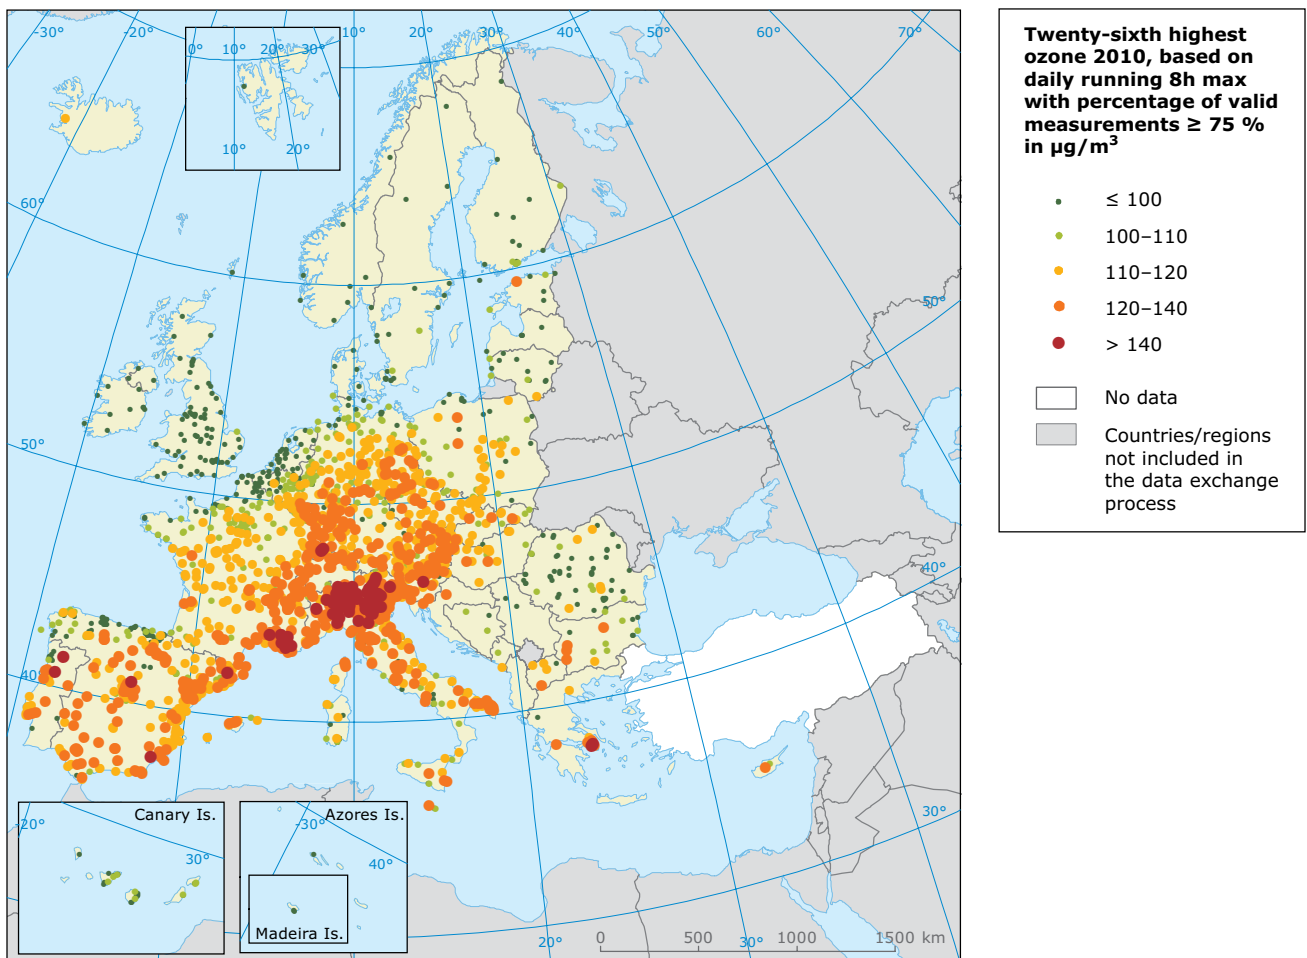 -30°
-20°
-10°
0°
10°
20°
30°
10°
20°
30°
40°
50°
60°
70°
10°
20°
60°
50°
50°
40°
40°
30°
Canary Is.
-20°
30°
Azores Is.
-30°
40°
Madeira Is.
20°
30°
0
500
1000
1500 km
Twenty-sixth highest
ozone 2010, based on
daily running 8h max
with percentage of valid
measurements ≥ 75 %
in µg/m³
≤ 100
100–110
110–120
120–140
> 140
No data
Countries/regions
not included in
the data exchange
process